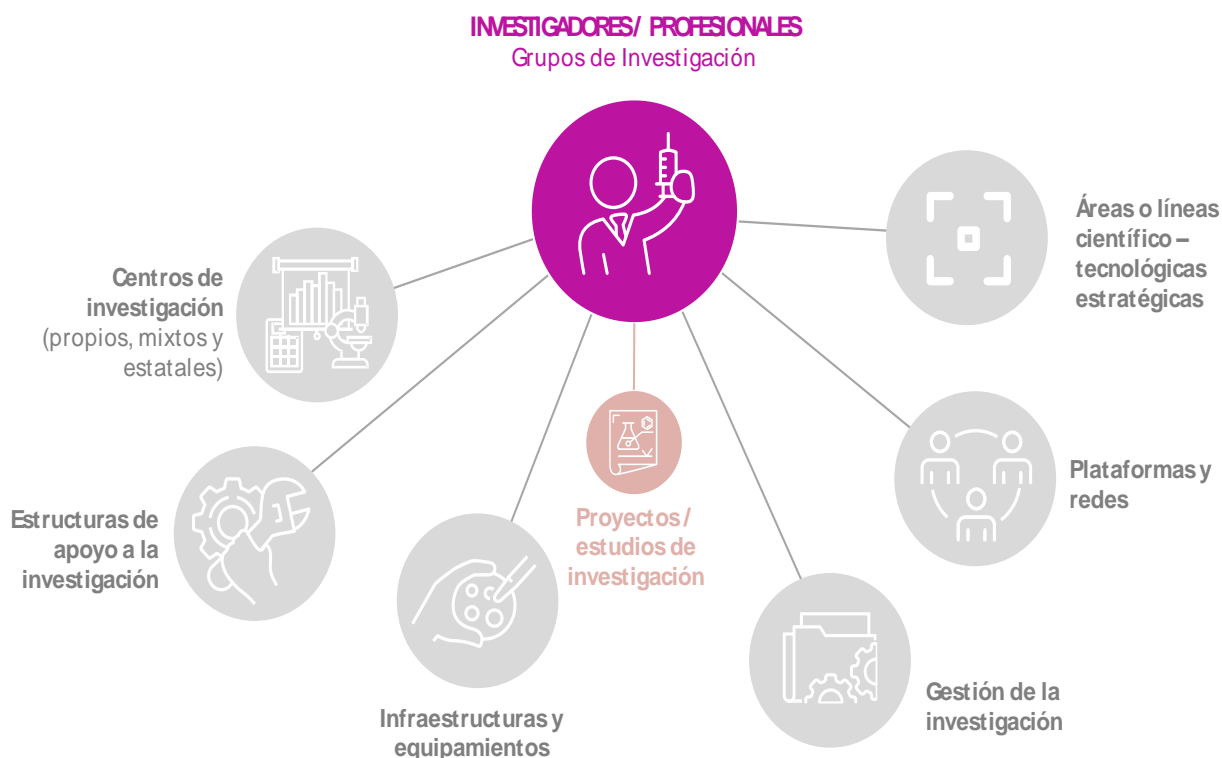 INVESTIGADORES/ PROFESIONALES
Grupos de Investigación
Áreas o líneas
científico –
tecnológicas
estratégicas
Centros de
investigación
(propios, mixtos y
estatales)
Plataformas y
redes
Estructuras de
apoyo a la
investigación
Proyectos /
estudios de
investigación
Gestión de la
investigación
Infraestructuras y
equipamientos